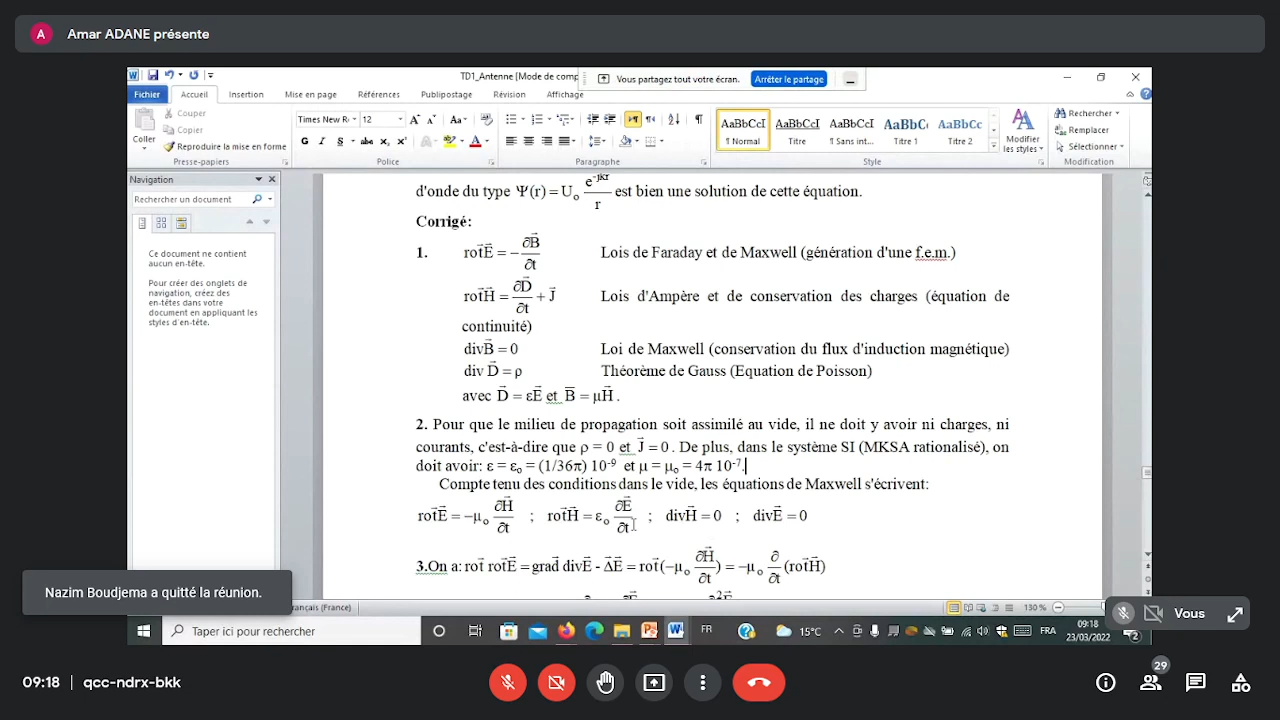 A Amar ADANE présente
TD1_Antenne [Mode de comp
Vous partagez tout votre écran. Arrêter le partage
Fichier Accueil Insertion Mise en page Références Publipostage Révision Affichage
Coller
Couper
Copier
Reproduire la mise en forme
Presse-papiers
Times New R 12
G I S abc x₂ x²
Police
Paragraphe
AaBbCcI AaBbCcI AaBbCcI AaBbC AaBbCc
¶ Normal Titre ¶ Sans int... Titre 1 Titre 2
Style
Modifier
les styles
Rechercher
Remplacer
Sélectionner
Modification
Navigation
Rechercher un document
Ce document ne contient
aucun en-tête.
Pour créer des onglets de
navigation, créez des
en-têtes dans votre
document en appliquant les
styles d'en-tête.
d'onde du type Ψ(r) = U₀ e^-jkr / r est bien une solution de cette équation.
Corrigé:
1. rot E⃗ = − ∂B⃗/∂t Lois de Faraday et de Maxwell (génération d'une f.e.m.)
rot H⃗ = ∂D⃗/∂t + J⃗ Lois d'Ampère et de conservation des charges (équation de
continuité)
divB⃗ = 0 Loi de Maxwell (conservation du flux d'induction magnétique)
div D⃗ = ρ Théorème de Gauss (Equation de Poisson)
avec D⃗ = εE⃗ et B̅ = μH⃗ .
2. Pour que le milieu de propagation soit assimilé au vide, il ne doit y avoir ni charges, ni
courants, c'est-à-dire que ρ = 0 et J⃗ = 0 . De plus, dans le système SI (MKSA rationalisé), on
doit avoir: ε = ε₀ = (1/36π) 10⁻⁹ et μ = μ₀ = 4π 10⁻⁷.
Compte tenu des conditions dans le vide, les équations de Maxwell s'écrivent:
rot E⃗ = −μ₀ ∂H⃗/∂t ; rot H⃗ = ε₀ ∂E⃗/∂t ; divH⃗ = 0 ; divE⃗ = 0
3.On a: rot rot E⃗ = grad divE⃗ - ΔE⃗ = rot(−μ₀ ∂H⃗/∂t) = −μ₀ ∂/∂t (rot H⃗)
Nazim Boudjema a quitté la réunion.
rançais (France)
130 %
Vous
Taper ici pour rechercher
FR
15°C
FRA
09:18
23/03/2022
2
09:18 | qcc-ndrx-bkk
29